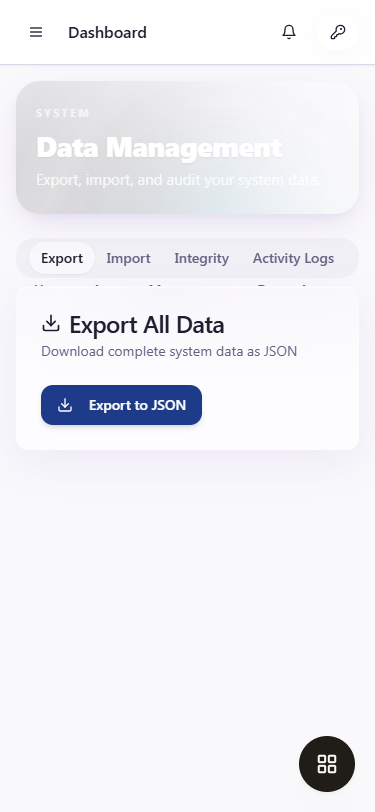 Dashboard
SYSTEM
Data Management
Export, import, and audit your system data.
Export Import Integrity Activity Logs
Export All Data
Download complete system data as JSON
Export to JSON